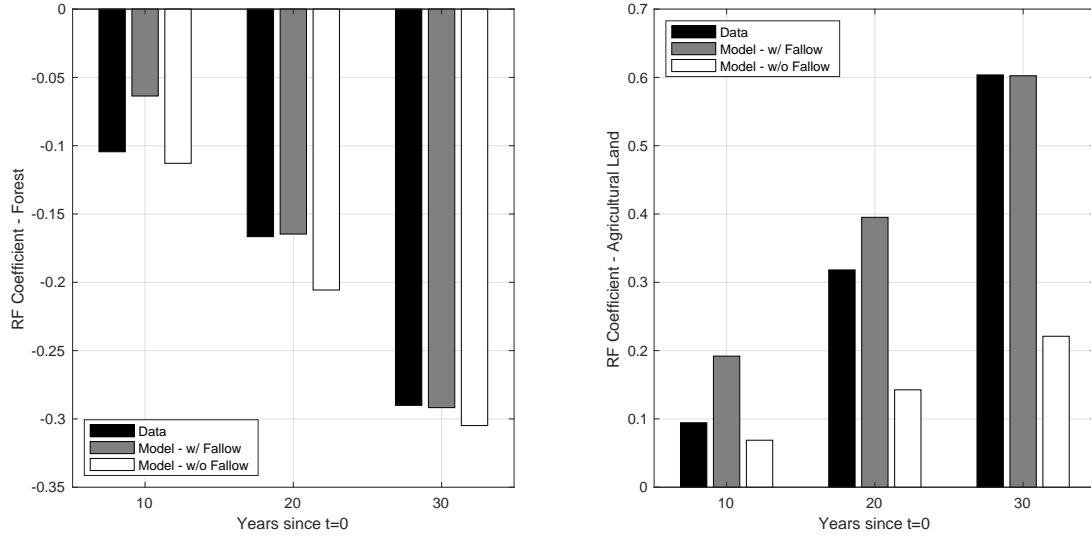 RF Coefficient - Forest
0
-0.05
-0.1
-0.15
-0.2
-0.25
-0.3
-0.35
Data
Model - w/ Fallow
Model - w/o Fallow
10 20 30
Years since t=0
RF Coefficient - Agricultural Land
0.7
0.6
0.5
0.4
0.3
0.2
0.1
0
Data
Model - w/ Fallow
Model - w/o Fallow
10 20 30
Years since t=0